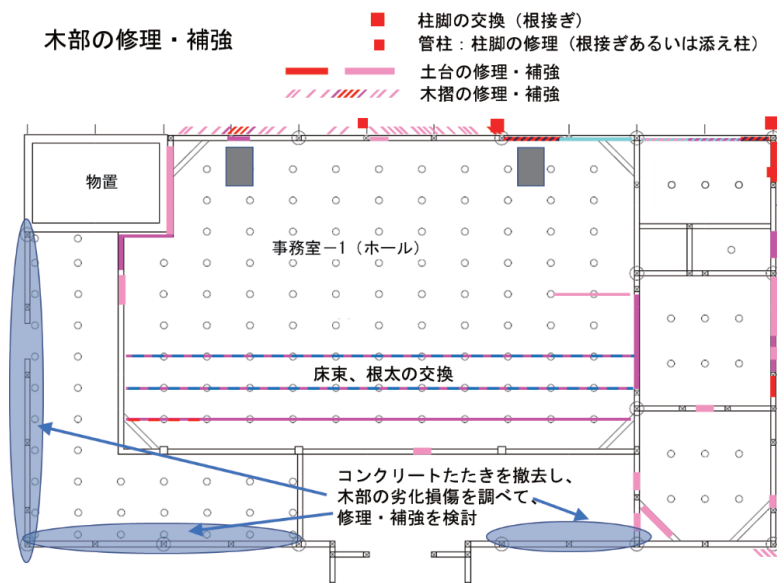 木部の修理・補強
柱脚の交換（根接ぎ）
管柱：柱脚の修理（根接ぎあるいは添え柱）
土台の修理・補強
木摺の修理・補強
物置
事務室－1（ホール）
床束、根太の交換
コンクリートたたきを撤去し、
木部の劣化損傷を調べて、
修理・補強を検討